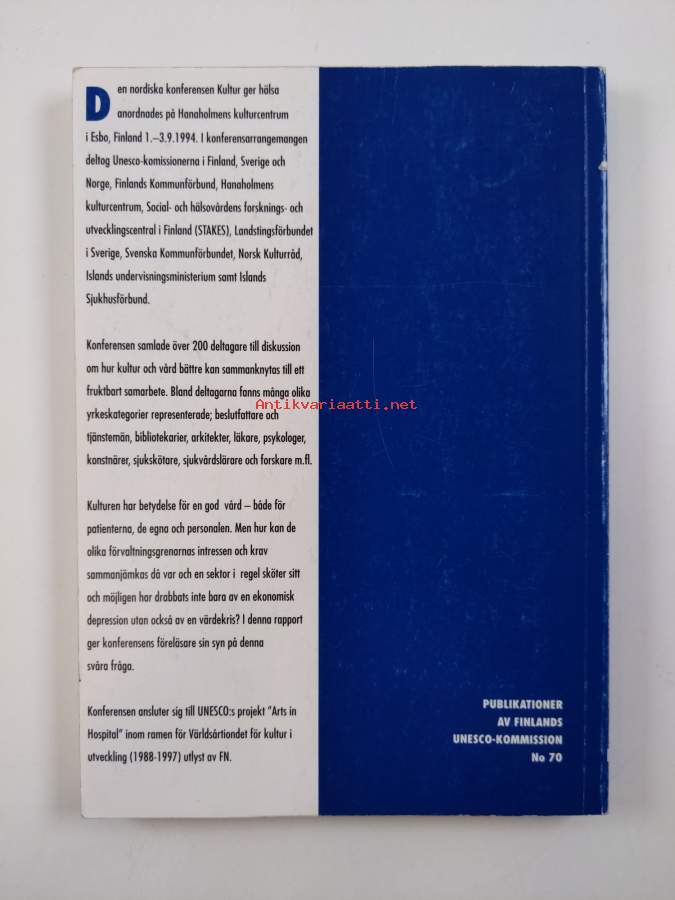 Den nordiska konferensen Kultur ger hälsa
anordnades på Hanaholmens kulturcentrum
i Esbo, Finland 1.–3.9.1994. I konferensarrangemangen
deltog Unesco-komissionerna i Finland, Sverige och
Norge, Finlands Kommunförbund, Hanaholmens
kulturcentrum, Social- och hälsovårdens forsknings- och
utvecklingscentral i Finland (STAKES), Landstingsförbundet
i Sverige, Svenska Kommunförbundet, Norsk Kulturråd,
Islands undervisningsministerium samt Islands
Sjukhusförbund.
Konferensen samlade över 200 deltagare till diskussion
om hur kultur och vård bättre kan sammanknytas till ett
fruktbart samarbete. Bland deltagarna fanns många olika
yrkeskategorier representerade; beslutfattare och
tjänstemän, bibliotekarier, arkitekter, läkare, psykologer,
konstnärer, sjukskötare, sjukvårdslärare och forskare m.fl.
Kulturen har betydelse för en god vård – både för
patienterna, de egna och personalen. Men hur kan de
olika förvaltningsgrenarnas intressen och krav
sammanjämkas då var och en sektor i regel sköter sitt
och möjligen har drabbats inte bara av en ekonomisk
depression utan också av en värdekris? I denna rapport
ger konferensens föreläsare sin syn på denna
svåra fråga.
Konferensen ansluter sig till UNESCO:s projekt "Arts in
Hospital" inom ramen för Världsårtiondet för kultur i
utveckling (1988-1997) utlyst av FN.
Antikvariaatti.net
PUBLIKATIONER
AV FINLANDS
UNESCO-KOMMISSION
No 70